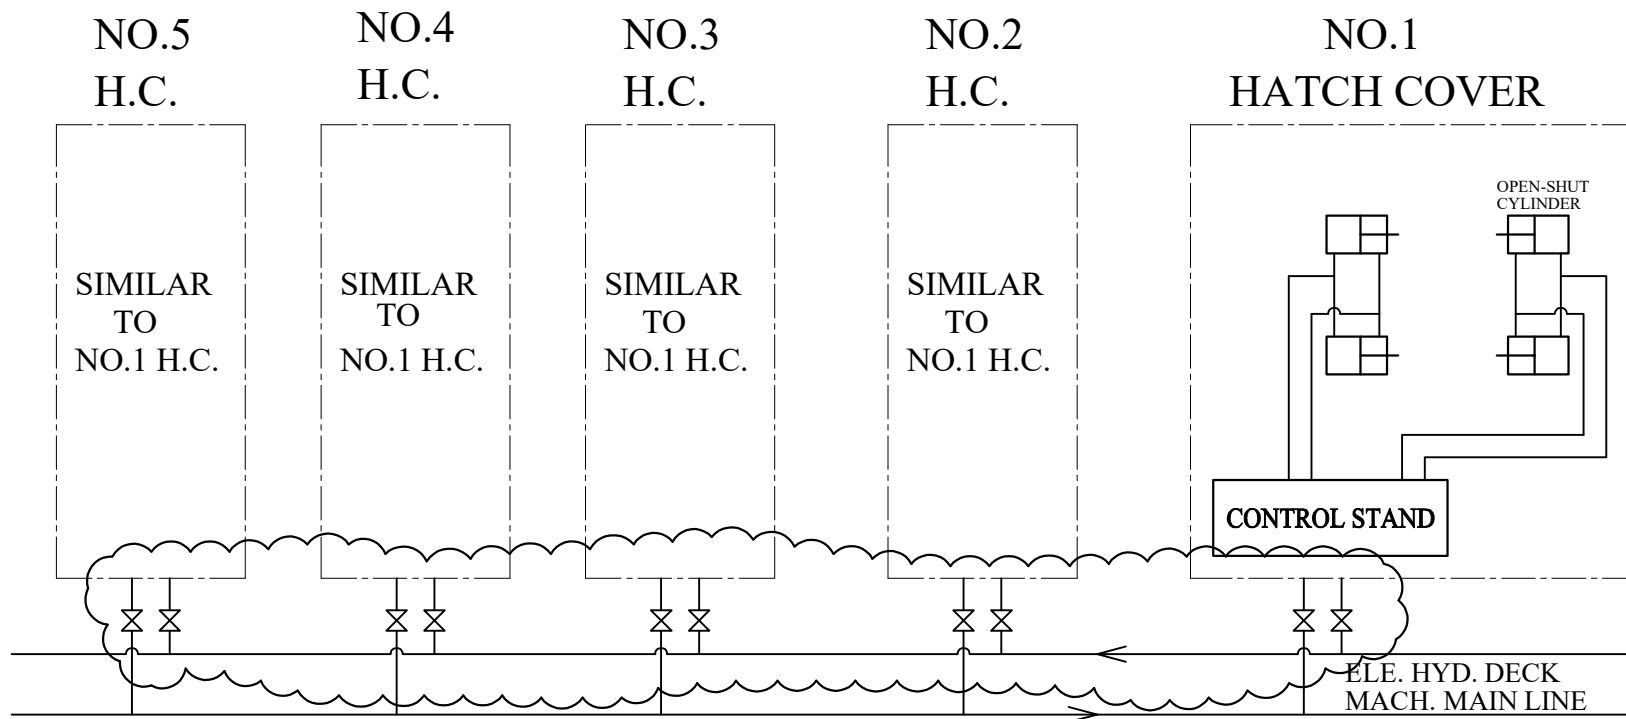 NO.5
H.C.
NO.4
H.C.
NO.3
H.C.
NO.2
H.C.
NO.1
HATCH COVER
SIMILAR
TO
NO.1 H.C.
SIMILAR
TO
NO.1 H.C.
SIMILAR
TO
NO.1 H.C.
SIMILAR
TO
NO.1 H.C.
OPEN-SHUT
CYLINDER
CONTROL STAND
ELE. HYD. DECK
MACH. MAIN LINE